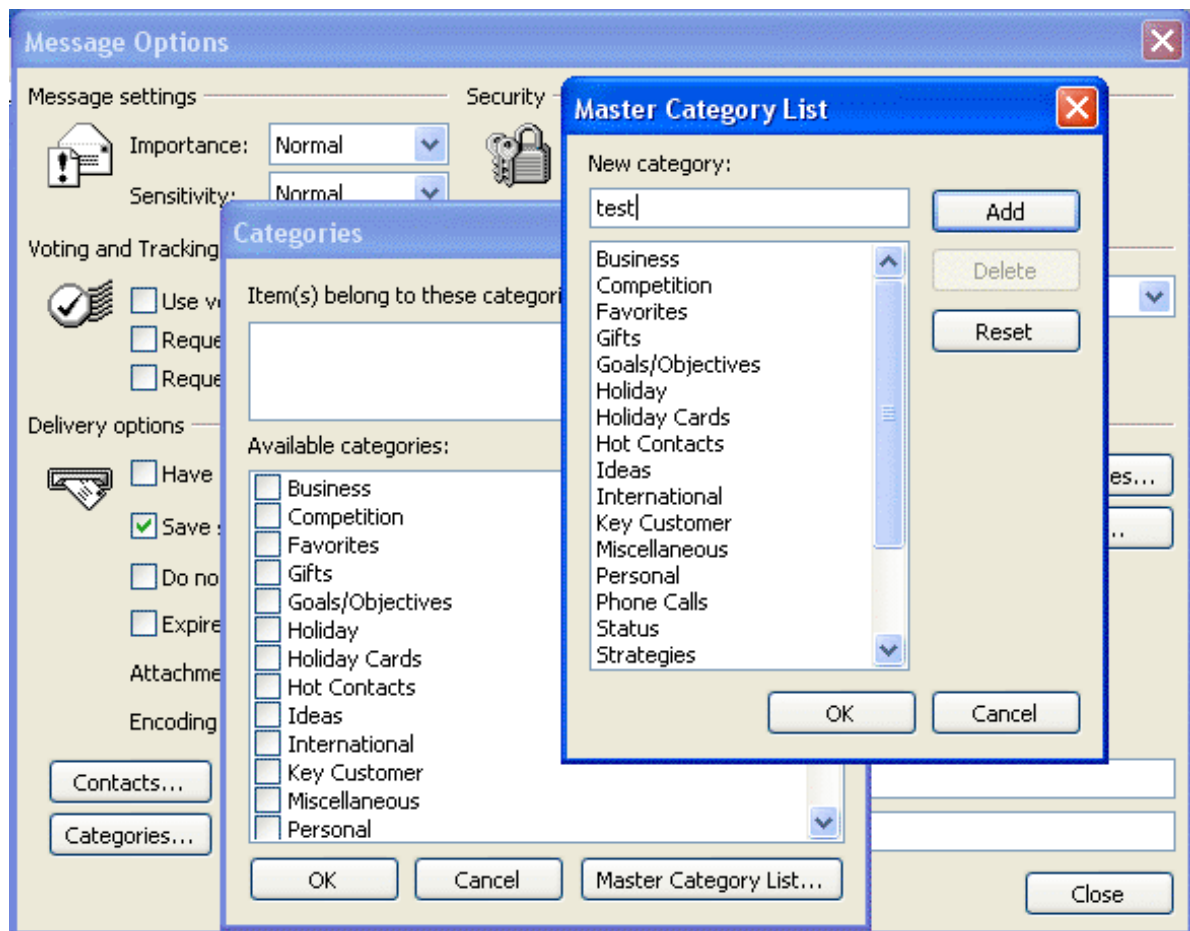 Message Options
Message settings
Security
Importance:
Normal
Sensitivity:
Normal
Voting and Tracking
Use
Reque
Reque
Delivery options
Have
Save
Do no
Expire
Attachme
Encoding
Contacts...
Categories...
es...
..
Close
Categories
Item(s) belong to these categori
Available categories:
Business
Competition
Favorites
Gifts
Goals/Objectives
Holiday
Holiday Cards
Hot Contacts
Ideas
International
Key Customer
Miscellaneous
Personal
OK
Cancel
Master Category List...
Master Category List
New category:
test
Add
Business
Competition
Favorites
Gifts
Goals/Objectives
Holiday
Holiday Cards
Hot Contacts
Ideas
International
Key Customer
Miscellaneous
Personal
Phone Calls
Status
Strategies
Delete
Reset
OK
Cancel